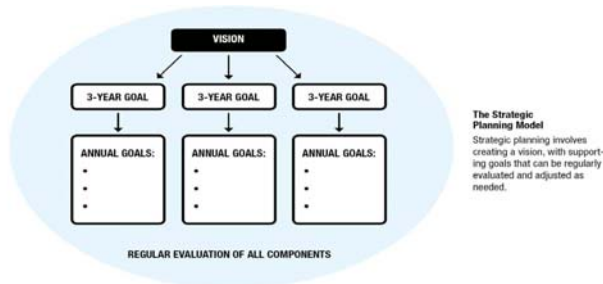 VISION
3-YEAR GOAL
3-YEAR GOAL
3-YEAR GOAL
ANNUAL GOALS:
•
•
•
ANNUAL GOALS:
•
•
•
ANNUAL GOALS:
•
•
•
REGULAR EVALUATION OF ALL COMPONENTS
The Strategic
Planning Model
Strategic planning involves
creating a vision, with support-
ing goals that can be regularly
evaluated and adjusted as
needed.